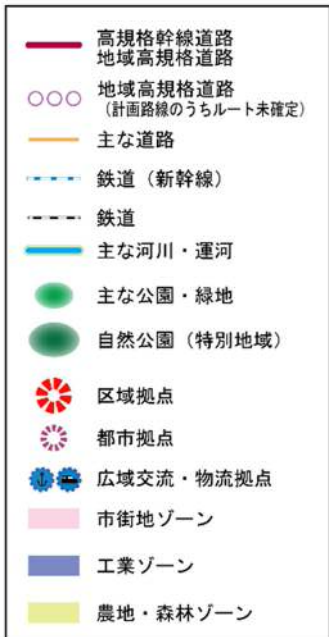 高規格幹線道路
地域高規格道路
地域高規格道路
（計画路線のうちルート未確定）
主な道路
鉄道（新幹線）
鉄道
主な河川・運河
主な公園・緑地
自然公園（特別地域）
区域拠点
都市拠点
広域交流・物流拠点
市街地ゾーン
工業ゾーン
農地・森林ゾーン